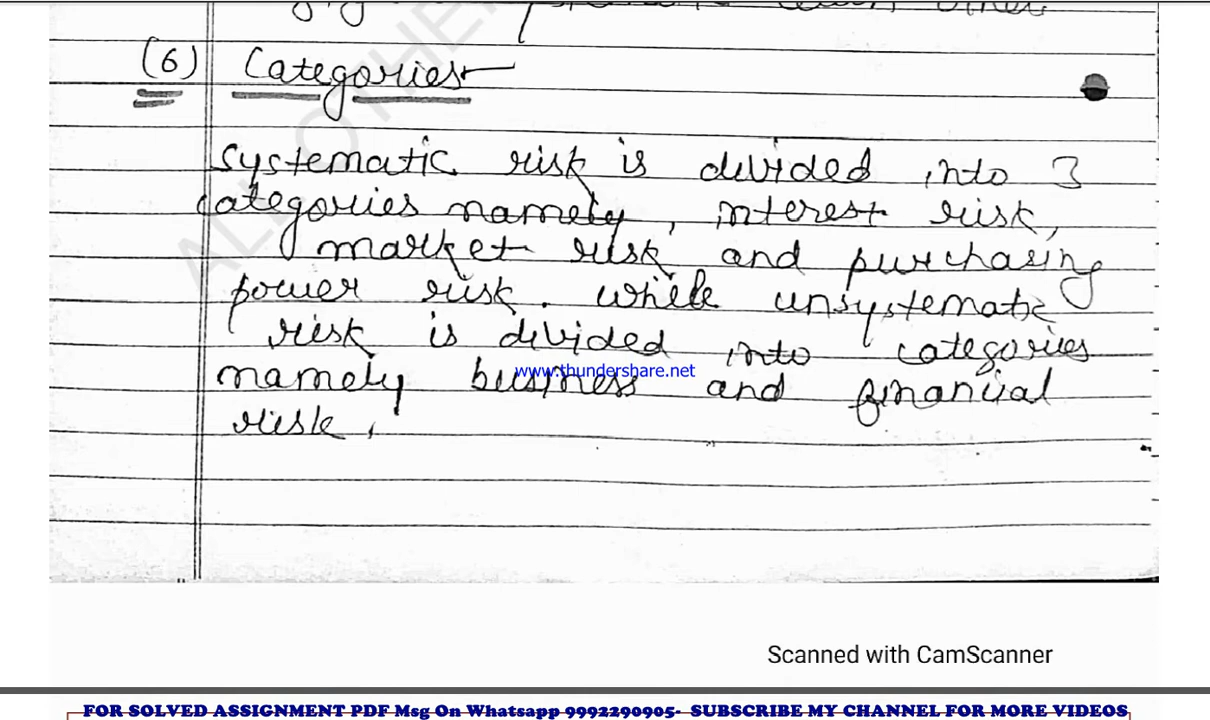 each other
(6) Categories-
systematic risk is divided into 3
categories namely, interest risk,
market risk and purchasing
power risk. while unsystematic
risk is divided into categories
namely business and financial
risk.
www.thundershare.net
Scanned with CamScanner
FOR SOLVED ASSIGNMENT PDF Msg On Whatsapp 9992290905- SUBSCRIBE MY CHANNEL FOR MORE VIDEOS